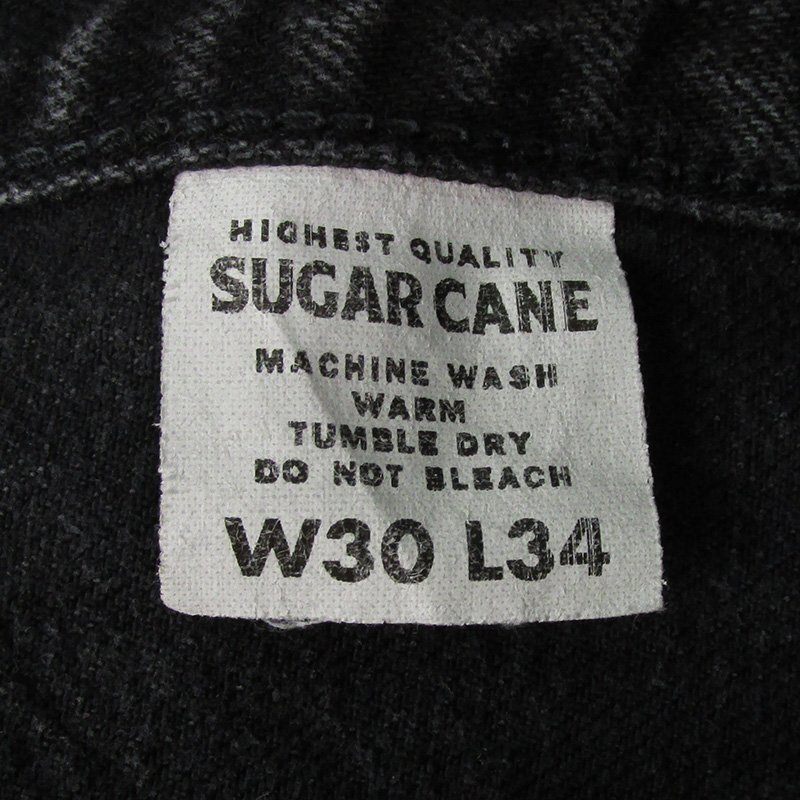 HIGHEST QUALITY
SUGAR CANE
MACHINE WASH
WARM
TUMBLE DRY
DO NOT BLEACH
W30 L34